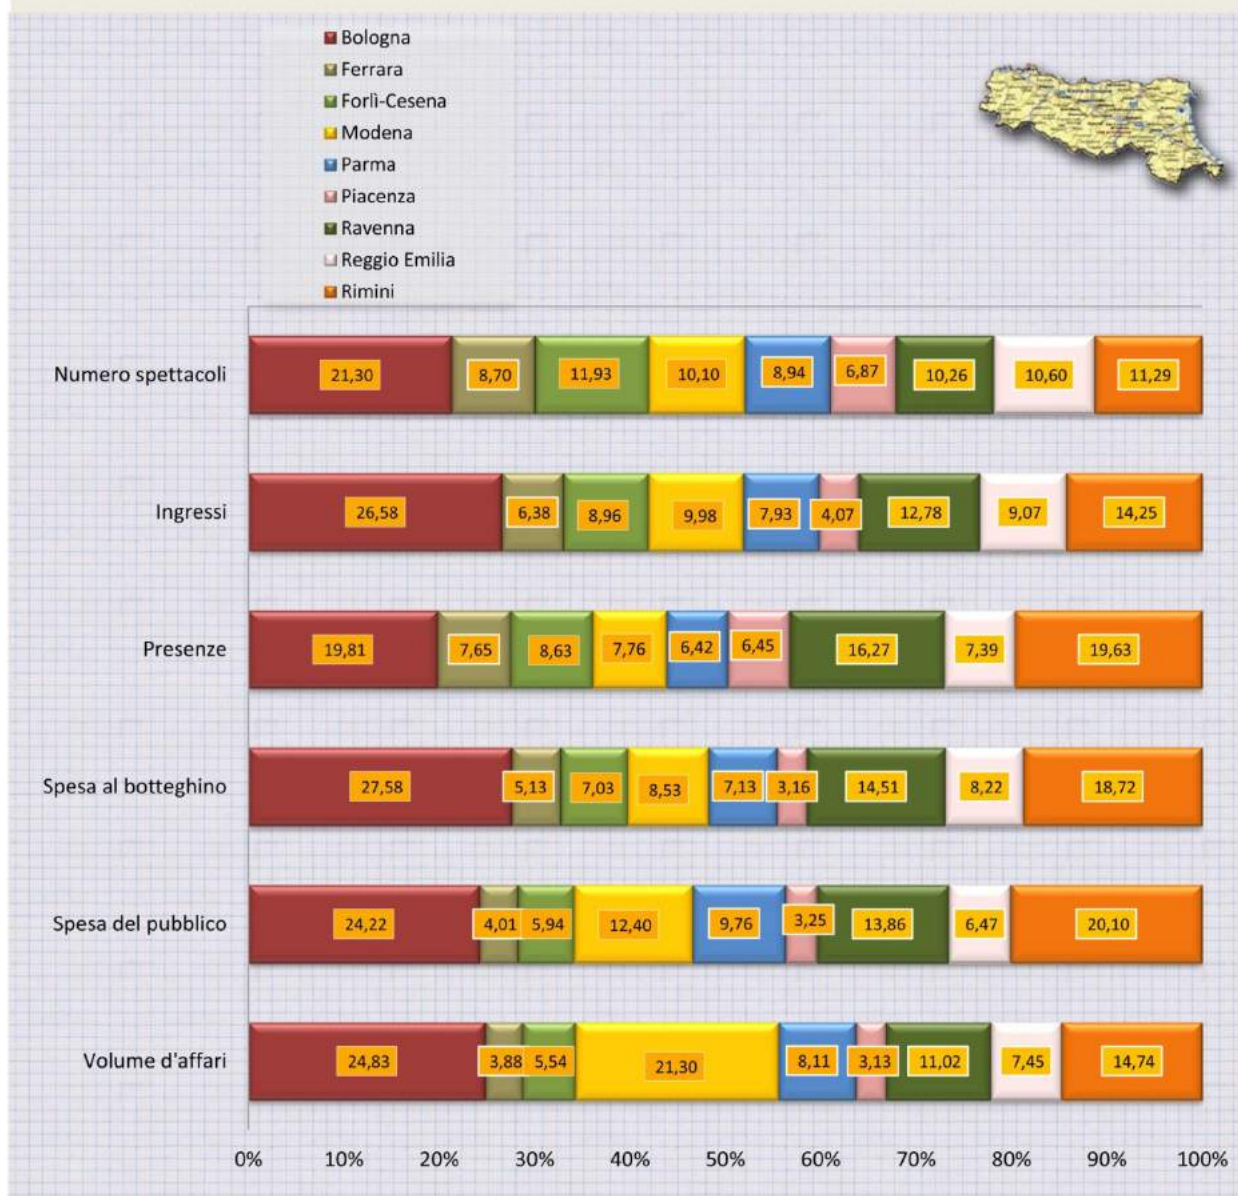 Bologna
Ferrara
Forlì-Cesena
Modena
Parma
Piacenza
Ravenna
Reggio Emilia
Rimini
Numero spettacoli 21,30 8,70 11,93 10,10 8,94 6,87 10,26 10,60 11,29
Ingressi 26,58 6,38 8,96 9,98 7,93 4,07 12,78 9,07 14,25
Presenze 19,81 7,65 8,63 7,76 6,42 6,45 16,27 7,39 19,63
Spesa al botteghino 27,58 5,13 7,03 8,53 7,13 3,16 14,51 8,22 18,72
Spesa del pubblico 24,22 4,01 5,94 12,40 9,76 3,25 13,86 6,47 20,10
Volume d'affari 24,83 3,88 5,54 21,30 8,11 3,13 11,02 7,45 14,74
0% 10% 20% 30% 40% 50% 60% 70% 80% 90% 100%